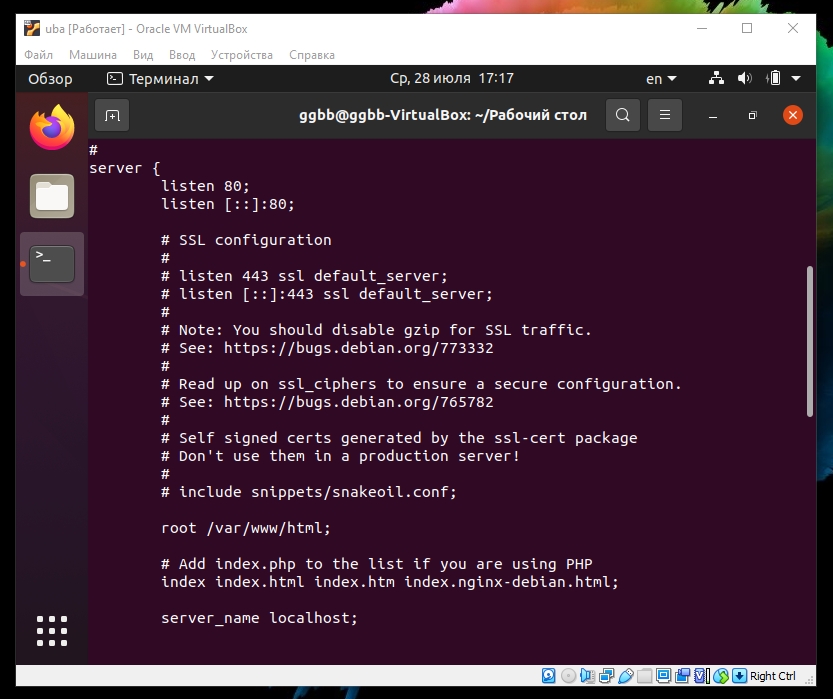 uba [Работает] - Oracle VM VirtualBox
Файл Машина Вид Ввод Устройства Справка
Обзор Терминал Ср, 28 июля 17:17 en
ggbb@ggbb-VirtualBox: ~/Рабочий стол
#
server {
listen 80;
listen [::]:80;
# SSL configuration
#
# listen 443 ssl default_server;
# listen [::]:443 ssl default_server;
#
# Note: You should disable gzip for SSL traffic.
# See: https://bugs.debian.org/773332
#
# Read up on ssl_ciphers to ensure a secure configuration.
# See: https://bugs.debian.org/765782
#
# Self signed certs generated by the ssl-cert package
# Don't use them in a production server!
#
# include snippets/snakeoil.conf;
root /var/www/html;
# Add index.php to the list if you are using PHP
index index.html index.htm index.nginx-debian.html;
server_name localhost;
Right Ctrl